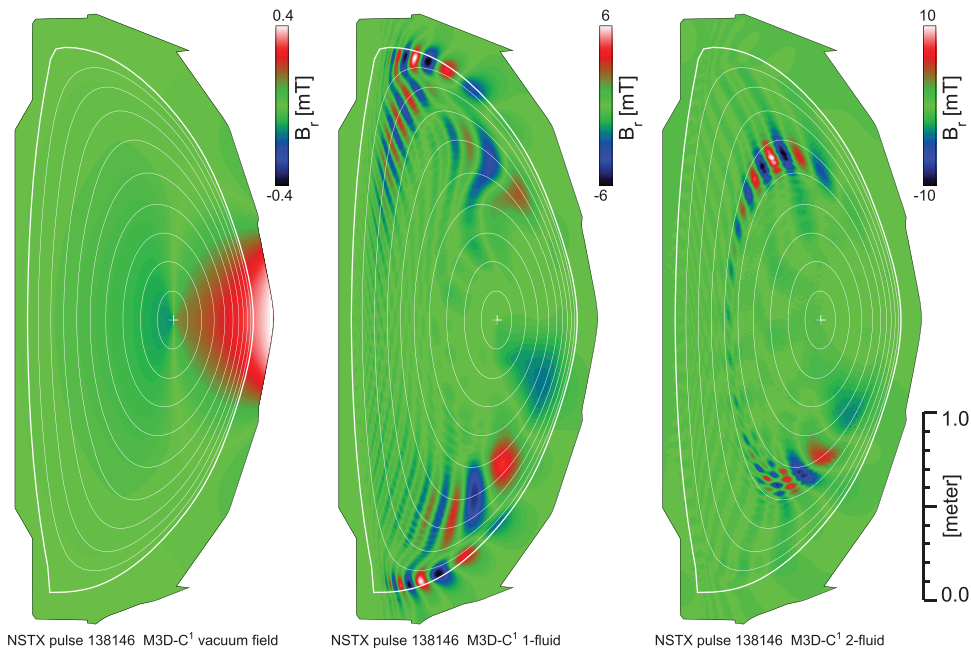 0.4
B_r [mT]
-0.4
6
B_r [mT]
-6
10
B_r [mT]
-10
1.0
[meter]
0.0
NSTX pulse 138146 M3D-C¹ vacuum field
NSTX pulse 138146 M3D-C¹ 1-fluid
NSTX pulse 138146 M3D-C¹ 2-fluid